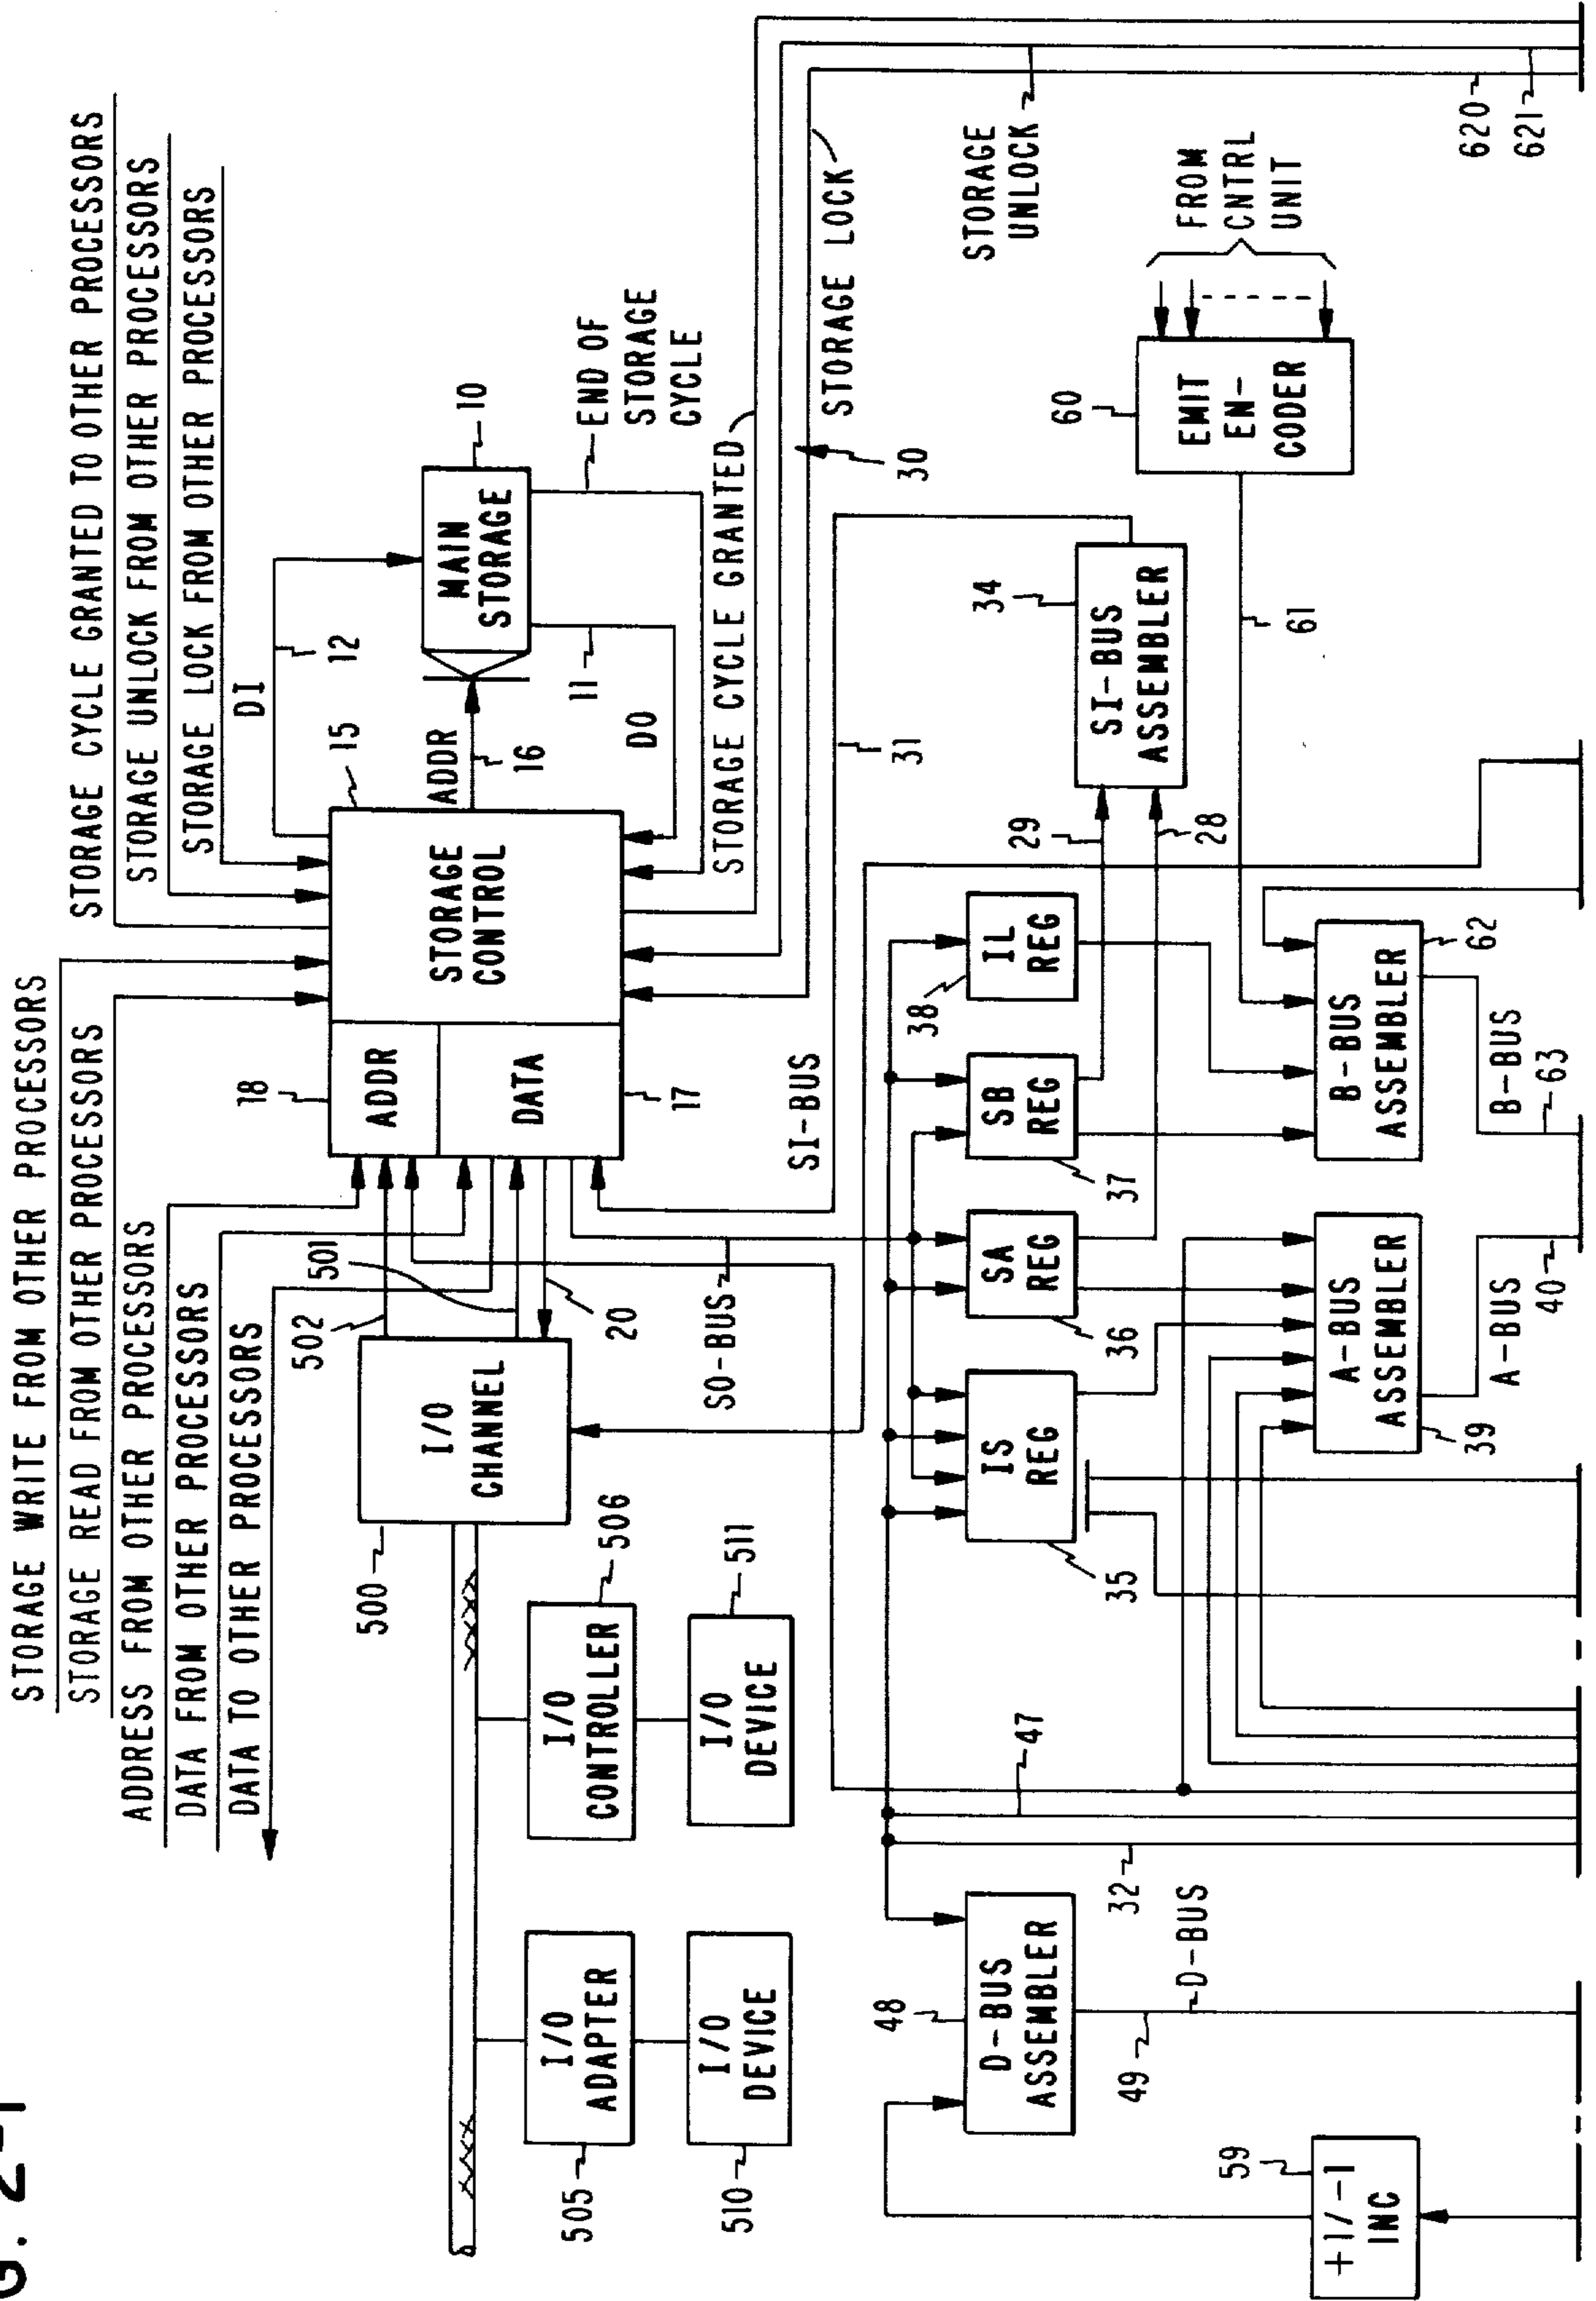 G. 2-1
STORAGE WRITE FROM OTHER PROCESSORS
STORAGE READ FROM OTHER PROCESSORS
ADDRESS FROM OTHER PROCESSORS
DATA FROM OTHER PROCESSORS
DATA TO OTHER PROCESSORS
STORAGE CYCLE GRANTED TO OTHER PROCESSORS
STORAGE UNLOCK FROM OTHER PROCESSORS
STORAGE LOCK FROM OTHER PROCESSORS
DI
12
15
18
ADDR
DATA
17
STORAGE
CONTROL
ADDR
16
MAIN
STORAGE
10
11
DO
END OF
STORAGE
CYCLE
502
501
20
500
I/O
CHANNEL
505
I/O
ADAPTER
510
I/O
DEVICE
I/O
CONTROLLER
506
I/O
DEVICE
511
SO-BUS
SI-BUS
STORAGE CYCLE GRANTED
STORAGE LOCK
30
STORAGE
UNLOCK
620
621
31
34
SI-BUS
ASSEMBLER
29
28
60
EMIT
EN-
CODER
FROM
CNTRL
UNIT
61
47
32
48
D-BUS
ASSEMBLER
49
D-BUS
59
+1/-1
INC
IS
REG
35
SA
REG
36
SB
REG
37
IL
REG
38
A-BUS
ASSEMBLER
39
A-BUS
40
B-BUS
ASSEMBLER
62
B-BUS
63